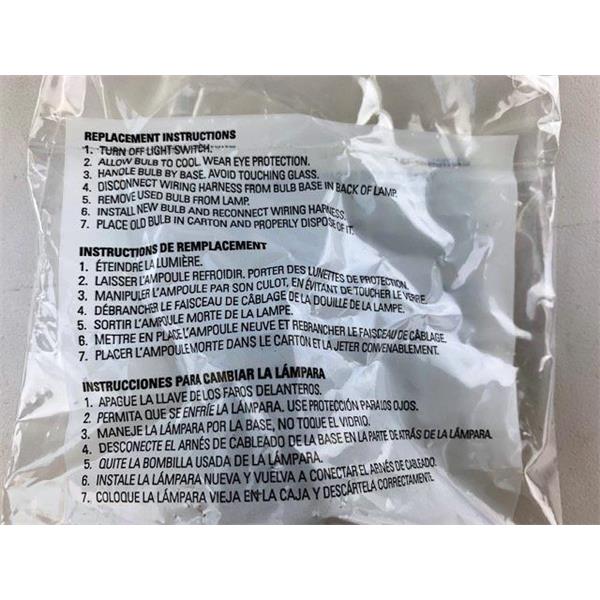 REPLACEMENT INSTRUCTIONS
1. TURN OFF LIGHT SWITCH.
2. ALLOW BULB TO COOL WEAR EYE PROTECTION.
3. HANDLE BULB BY BASE. AVOID TOUCHING GLASS.
4. DISCONNECT WIRING HARNESS FROM BULB BASE IN BACK OF LAMP.
5. REMOVE USED BULB FROM LAMP.
6. INSTALL NEW BULB AND RECONNECT WIRING HARNESS.
7. PLACE OLD BULB IN CARTON AND PROPERLY DISPOSE OF IT.
INSTRUCTIONS DE REMPLACEMENT
1. ÉTEINDRE LA LUMIÈRE.
2. LAISSER L'AMPOULE REFROIDIR. PORTER DES LUNETTES DE PROTECTION.
3. MANIPULER L'AMPOULE PAR SON CULOT, EN ÉVITANT DE TOUCHER LE VERRE.
4. DÉBRANCHER LE FAISCEAU DE CÂBLAGE DE LA DOUILLE DE LA LAMPE.
5. SORTIR L'AMPOULE MORTE DE LA LAMPE.
6. METTRE EN PLACE L'AMPOULE NEUVE ET REBRANCHER LE FAISCEAU DE CÂBLAGE.
7. PLACER L'AMPOULE MORTE DANS LE CARTON ET LA JETER CONVENABLEMENT.
INSTRUCCIONES PARA CAMBIAR LA LÁMPARA
1. APAGUE LA LLAVE DE LOS FAROS DELANTEROS.
2. PERMITA QUE SE ENFRÍE LA LÁMPARA. USE PROTECCIÓN PARA LOS OJOS.
3. MANEJE LA LÁMPARA POR LA BASE, NO TOQUE EL VIDRIO.
4. DESCONECTE EL ARNÉS DE CABLEADO DE LA BASE EN LA PARTE DE ATRÁS DE LA LÁMPARA.
5. QUITE LA BOMBILLA USADA DE LA LÁMPARA.
6. INSTALE LA LÁMPARA NUEVA Y VUELVA A CONECTAR EL ARNÉS DE CABLEADO.
7. COLOQUE LA LÁMPARA VIEJA EN LA CAJA Y DESCÁRTELA CORRECTAMENTE.